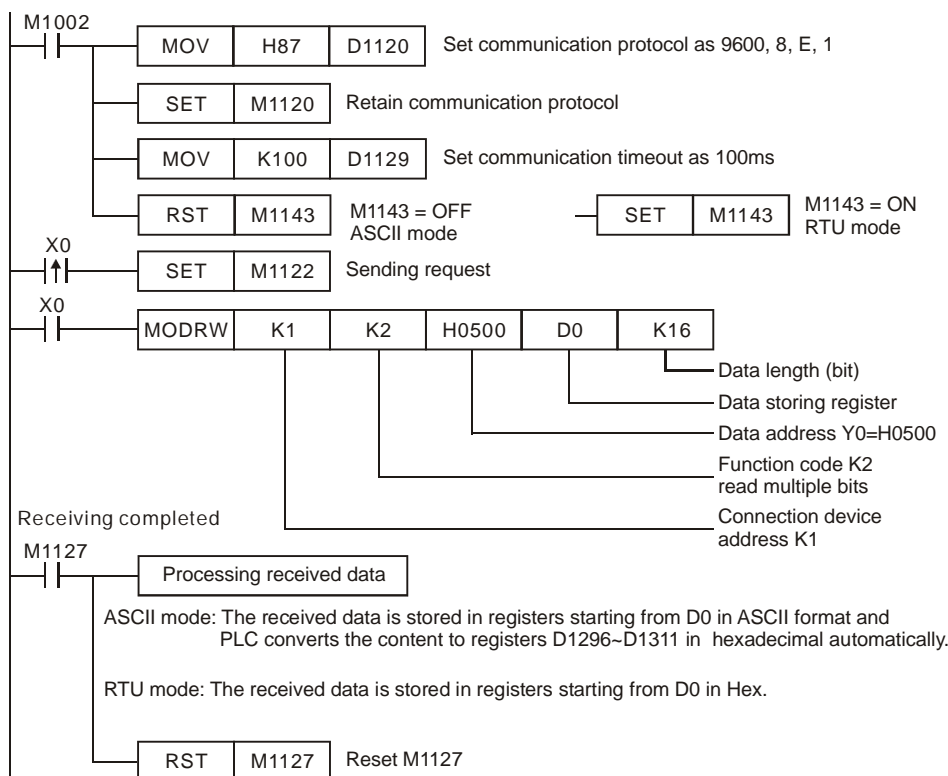 M1002
MOV H87 D1120 Set communication protocol as 9600, 8, E, 1
SET M1120 Retain communication protocol
MOV K100 D1129 Set communication timeout as 100ms
RST M1143 M1143 = OFF
ASCII mode
SET M1143 M1143 = ON
RTU mode
X0
SET M1122 Sending request
X0
MODRW K1 K2 H0500 D0 K16
Data length (bit)
Data storing register
Data address Y0=H0500
Function code K2
read multiple bits
Connection device
address K1
Receiving completed
M1127
Processing received data
ASCII mode: The received data is stored in registers starting from D0 in ASCII format and
PLC converts the content to registers D1296~D1311 in hexadecimal automatically.
RTU mode: The received data is stored in registers starting from D0 in Hex.
RST M1127 Reset M1127